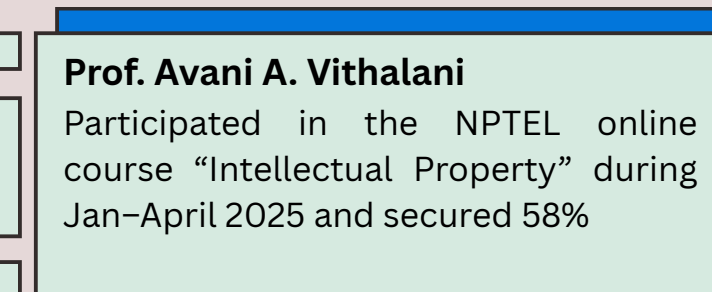 Prof. Avani A. Vithalani
Participated in the NPTEL online
course “Intellectual Property” during
Jan–April 2025 and secured 58%